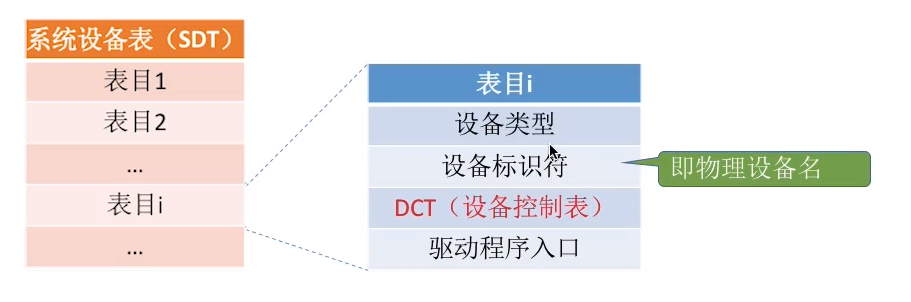 系统设备表（SDT）
表目1
表目2
...
表目i
...
表目i
设备类型
设备标识符
DCT（设备控制表）
驱动程序入口
即物理设备名